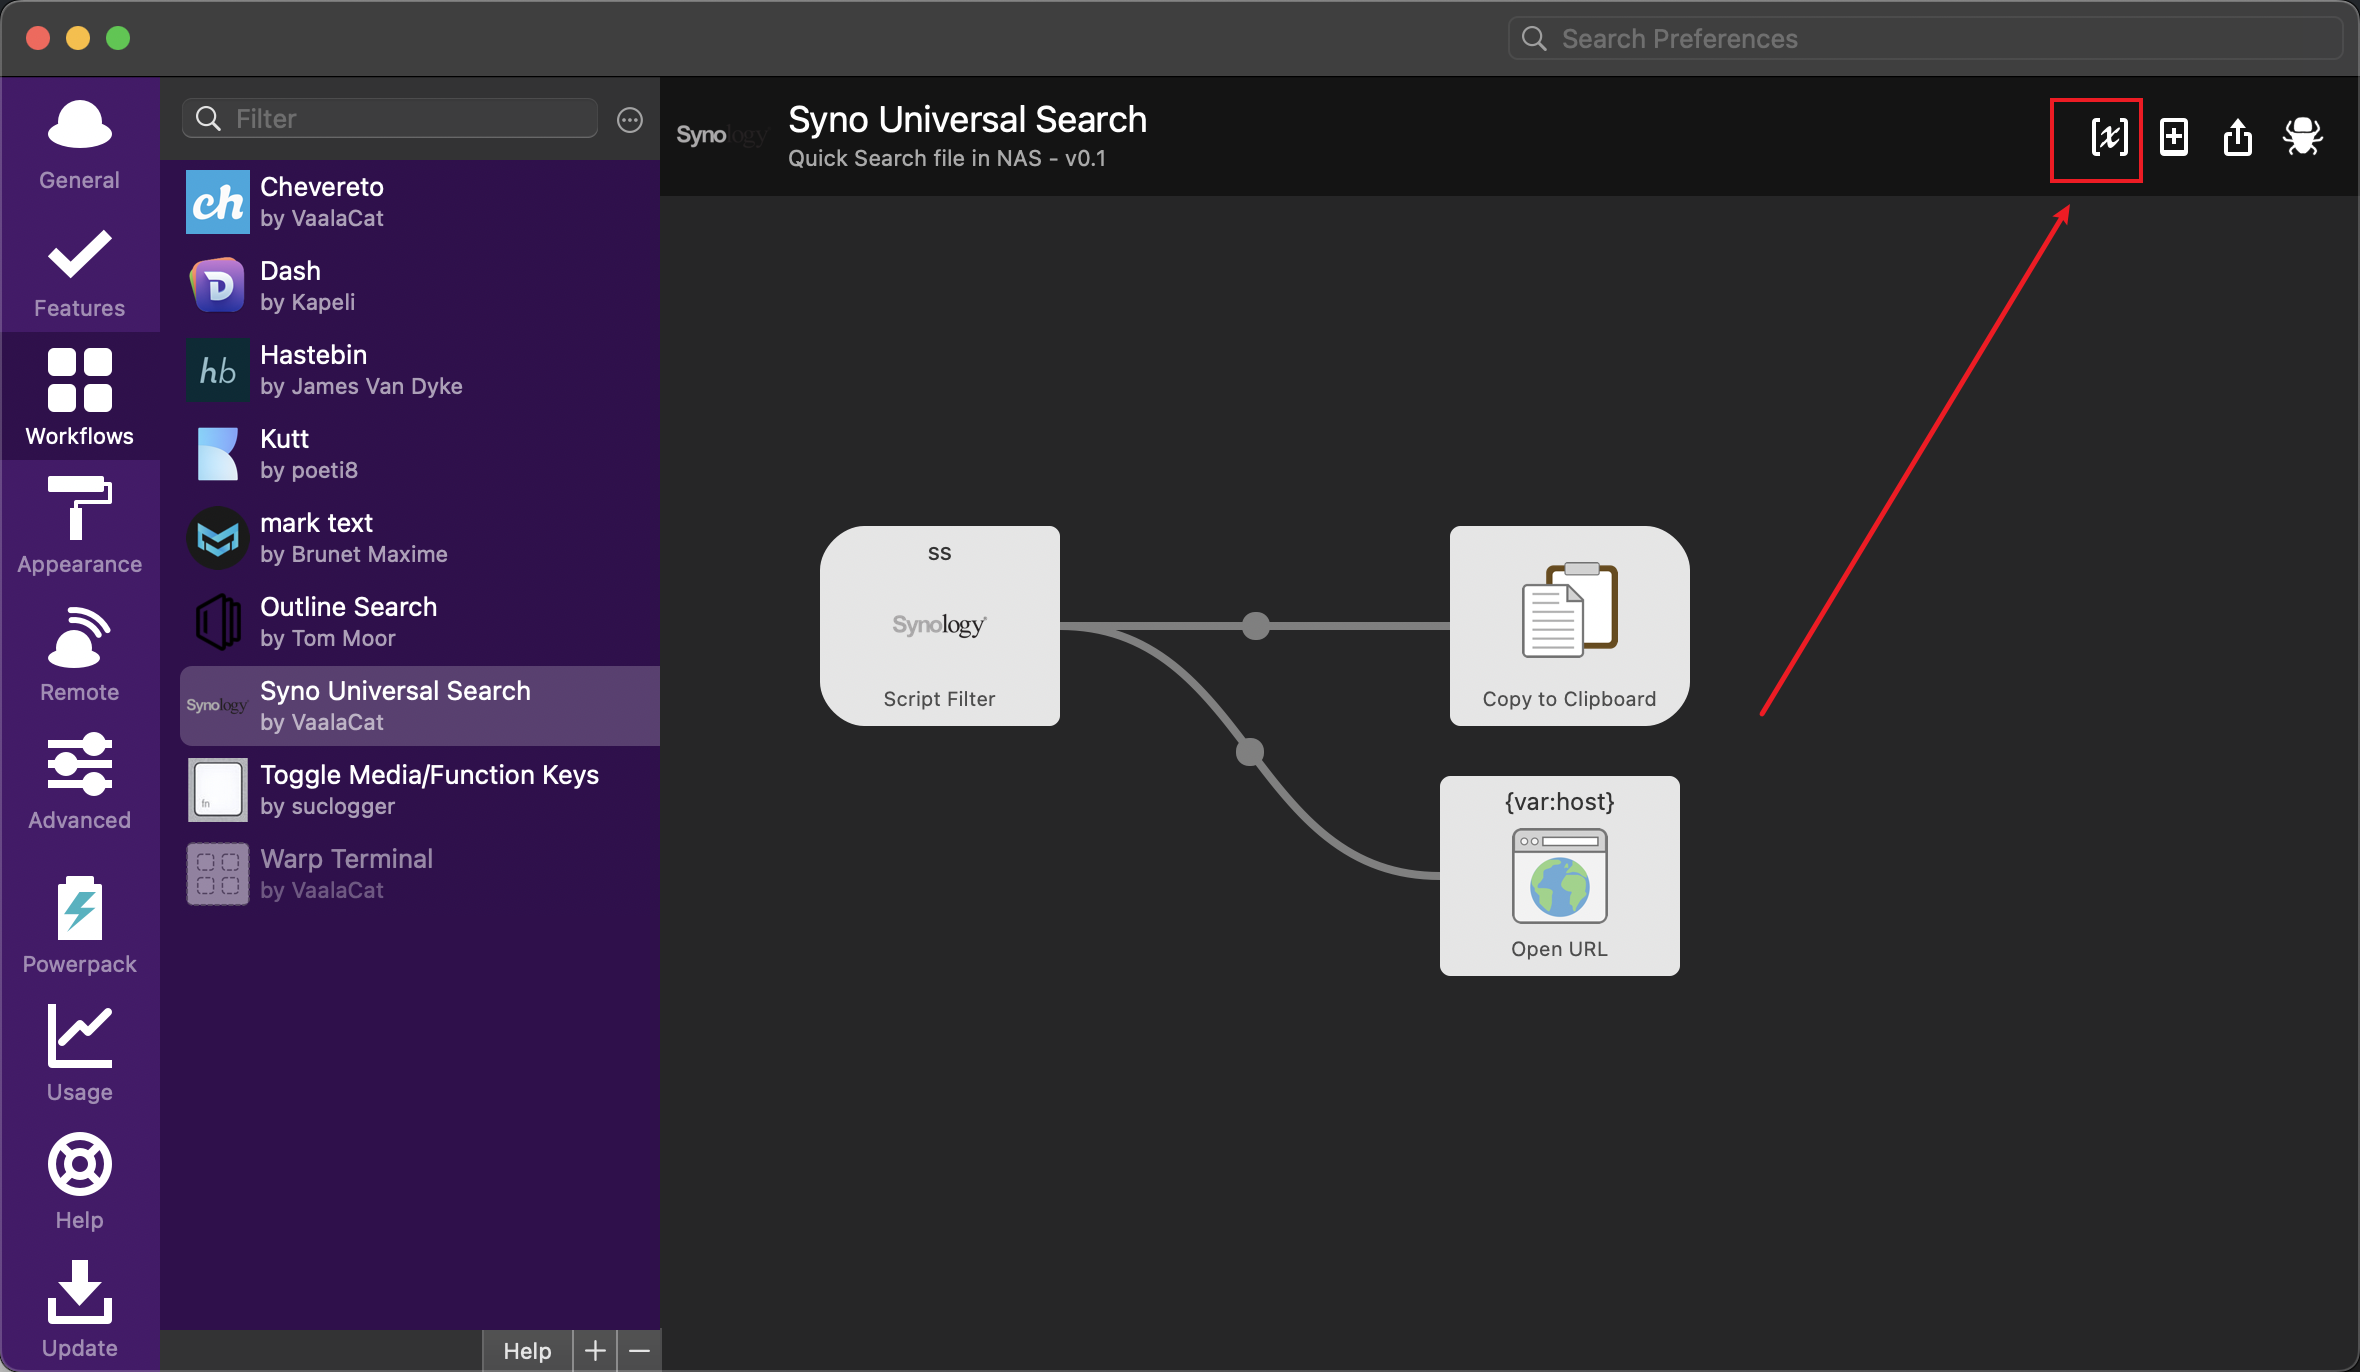 Search Preferences
General
Features
Workflows
Appearance
Remote
Advanced
Powerpack
Usage
Help
Update
Filter
ch
Chevereto
by VaalaCat
Dash
by Kapeli
hb
Hastebin
by James Van Dyke
Kutt
by poeti8
mark text
by Brunet Maxime
Outline Search
by Tom Moor
Synology
Syno Universal Search
by VaalaCat
fn
Toggle Media/Function Keys
by suclogger
Warp Terminal
by VaalaCat
Help
Synology
Syno Universal Search
Quick Search file in NAS - v0.1
[x]
ss
Synology
Script Filter
Copy to Clipboard
{var:host}
Open URL